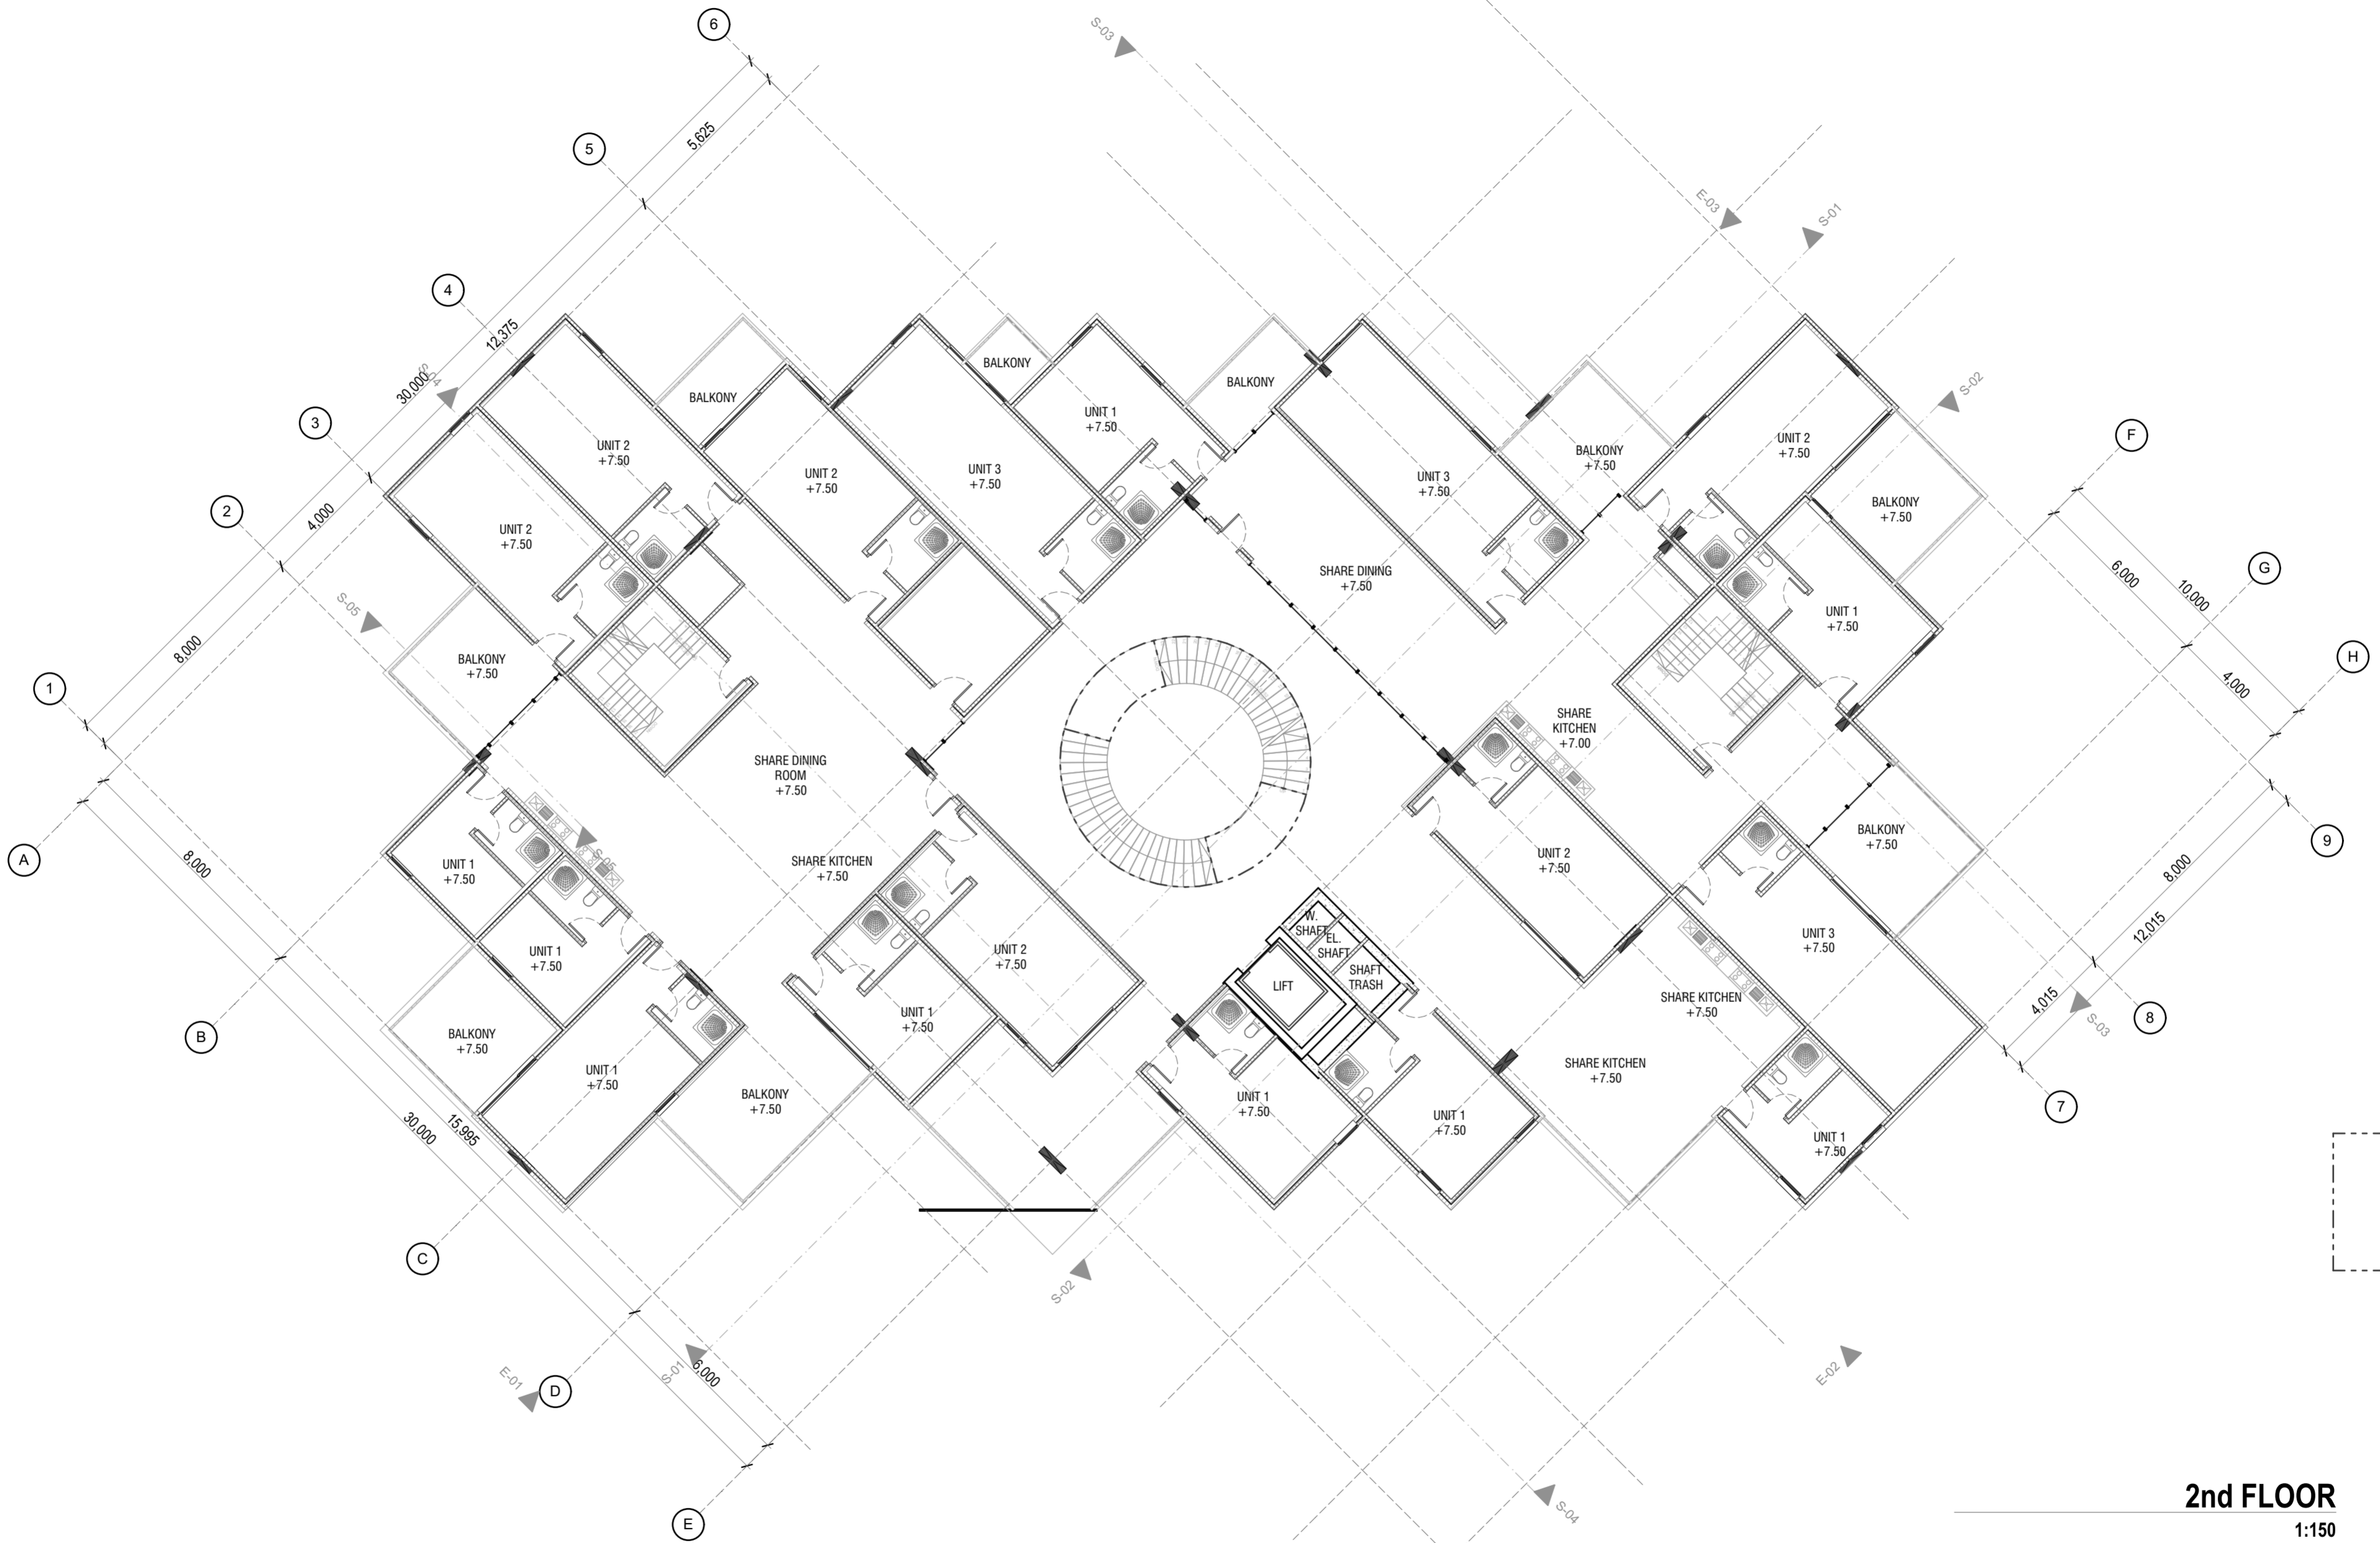 6
S-03
5
5,625
E-03
S-01
4
12,375
S-04
30,000
3
BALKONY
BALKONY
BALKONY
S-02
UNIT 1
+7.50
F
UNIT 2
+7.50
UNIT 2
+7.50
BALKONY
+7.50
UNIT 2
+7.50
UNIT 3
+7.50
UNIT 3
+7.50
2
4,000
UNIT 2
+7.50
BALKONY
+7.50
G
6,000
10,000
SHARE DINING
+7.50
S-05
UNIT 1
+7.50
8,000
BALKONY
+7.50
H
4,000
1
SHARE
KITCHEN
+7.00
SHARE DINING
ROOM
+7.50
BALKONY
+7.50
9
A
8,000
UNIT 1
+7.50
S-05
SHARE KITCHEN
+7.50
UNIT 2
+7.50
8,000
W.
SHAFT
EL.
SHAFT
SHAFT
TRASH
LIFT
UNIT 3
+7.50
12,015
UNIT 1
+7.50
UNIT 2
+7.50
4,015
B
BALKONY
+7.50
UNIT 1
+7.50
SHARE KITCHEN
+7.50
8
S-03
UNIT 1
+7.50
BALKONY
+7.50
UNIT 1
+7.50
UNIT 1
+7.50
SHARE KITCHEN
+7.50
7
30,000
15,995
UNIT 1
+7.50
C
S-02
E-01
D
S-01
6,000
E-02
E
S-04
2nd FLOOR
1:150